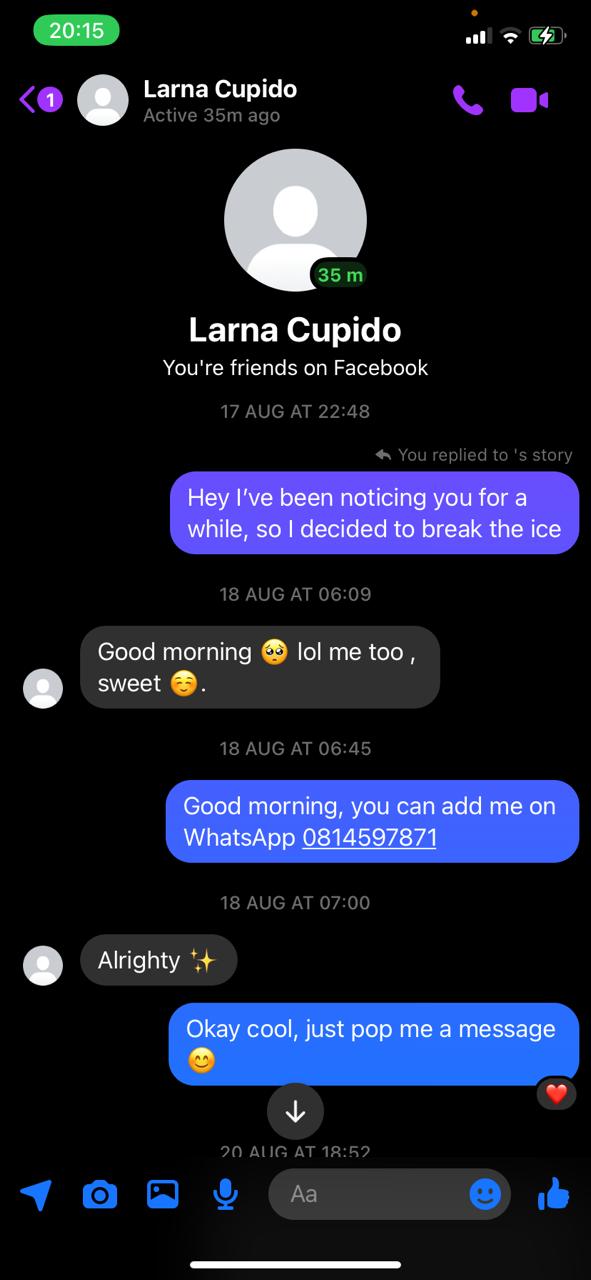 20:15
1
Larna Cupido
Active 35m ago
35 m
Larna Cupido
You're friends on Facebook
17 AUG AT 22:48
You replied to 's story
Hey I’ve been noticing you for a
while, so I decided to break the ice
18 AUG AT 06:09
Good morning 🥺 lol me too ,
sweet ☺️.
18 AUG AT 06:45
Good morning, you can add me on
WhatsApp 0814597871
18 AUG AT 07:00
Alrighty ✨
Okay cool, just pop me a message
😊
❤️
20 AUG AT 18:52
Aa